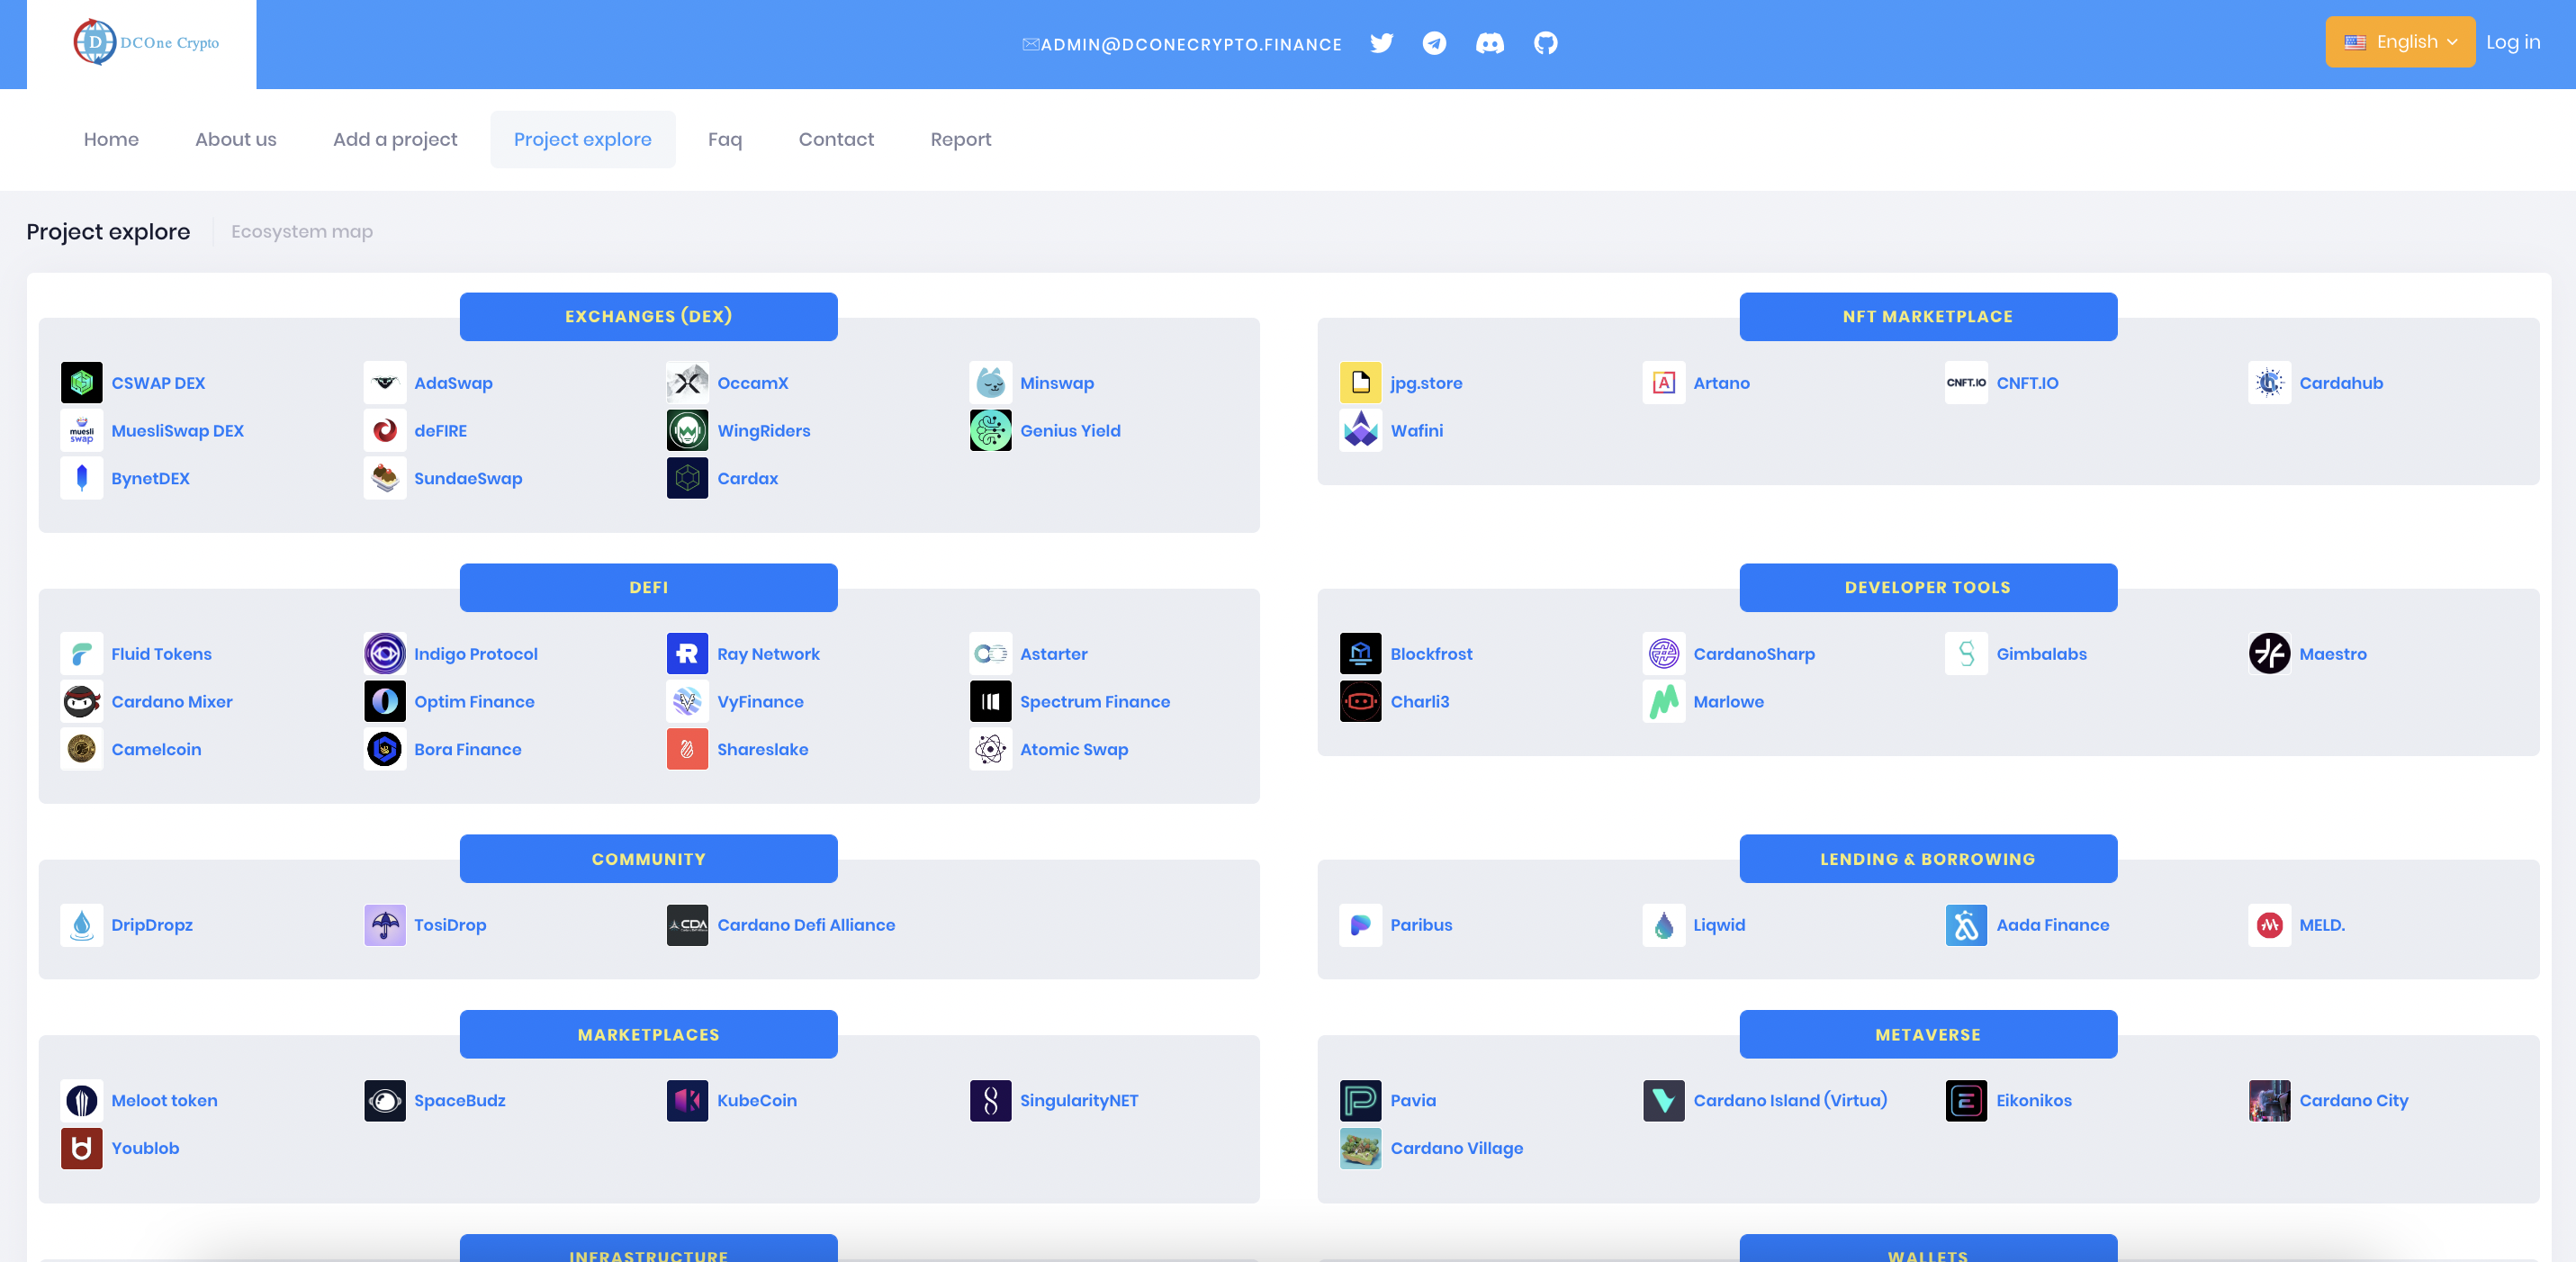 D DCOne Crypto
ADMIN@DCONECRYPTO.FINANCE
English
Log in
Home About us Add a project Project explore Faq Contact Report
Project explore Ecosystem map
EXCHANGES (DEX)
CSWAP DEX AdaSwap OccamX Minswap
muesli swap MuesliSwap DEX deFIRE WingRiders Genius Yield
BynetDEX SundaeSwap Cardax
NFT MARKETPLACE
jpg.store A Artano CNFT.IO CNFT.IO Cardahub
Wafini
DEFI
Fluid Tokens Indigo Protocol Ray Network Astarter
Cardano Mixer Optim Finance VyFinance Spectrum Finance
Camelcoin Bora Finance Shareslake Atomic Swap
DEVELOPER TOOLS
Blockfrost CardanoSharp Gimbalabs Maestro
Charli3 Marlowe
COMMUNITY
DripDropz TosiDrop CDA Cardano Defi Alliance
LENDING & BORROWING
Paribus Liqwid Aada Finance MELD.
MARKETPLACES
Meloot token SpaceBudz KubeCoin SingularityNET
Youblob
METAVERSE
Pavia Cardano Island (Virtua) Eikonikos Cardano City
Cardano Village
INFRASTRUCTURE
WALLETS